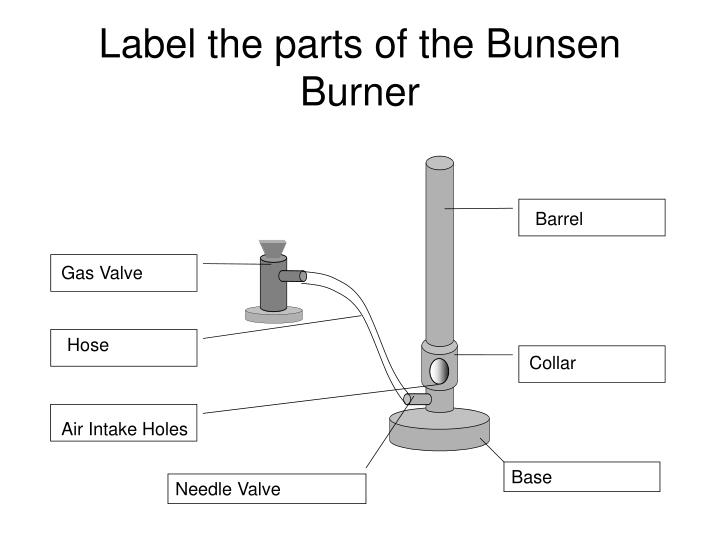 Label the parts of the Bunsen
Burner
Barrel
Gas Valve
Hose
Collar
Air Intake Holes
Base
Needle Valve